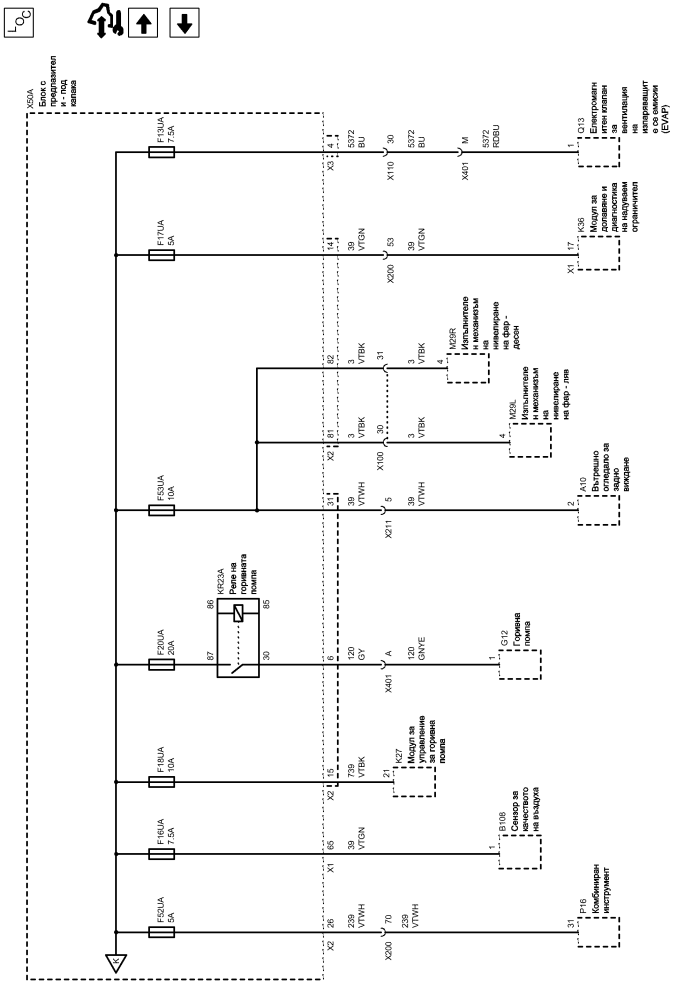 LOC
X50A
Блок с
предпазител
и - под
капака
K
F52UA
5A
26
X2
239
VTWH
70
X200
239
VTWH
31
P16
Комбиниран
инструмент
F16UA
7.5A
65
X1
39
VTGN
1
B108
Сензор за
качеството
на въздуха
F18UA
10A
15
X2
739
VTBK
21
K27
Модул за
управление
за горивна
помпа
F20UA
20A
87
86
30
85
KR23A
Реле на
горивната
помпа
6
120
GY
A
X401
120
GNYE
1
G12
Горивна
помпа
F53UA
10A
31
39
VTWH
5
X211
39
VTWH
2
A10
Вътрешно
огледало за
задно
виждане
81
X2
3
VTBK
30
X100
3
VTBK
4
M29L
Изпълнителе
н механизъм
на
нивелиране
на фар - ляв
82
3
VTBK
31
3
VTBK
4
M29R
Изпълнителе
н механизъм
на
нивелиране
на фар -
десен
F17UA
5A
14
39
VTGN
53
X200
39
VTGN
17
X1
K36
Модул за
долавяне и
диагностика
на надуваем
ограничител
F13UA
7.5A
4
X3
5372
BU
30
X110
5372
BU
M
X401
5372
RDBU
1
Q13
Електромагн
итен клапан
за
вентилация
на
изпаряващит
е се емисии
(EVAP)